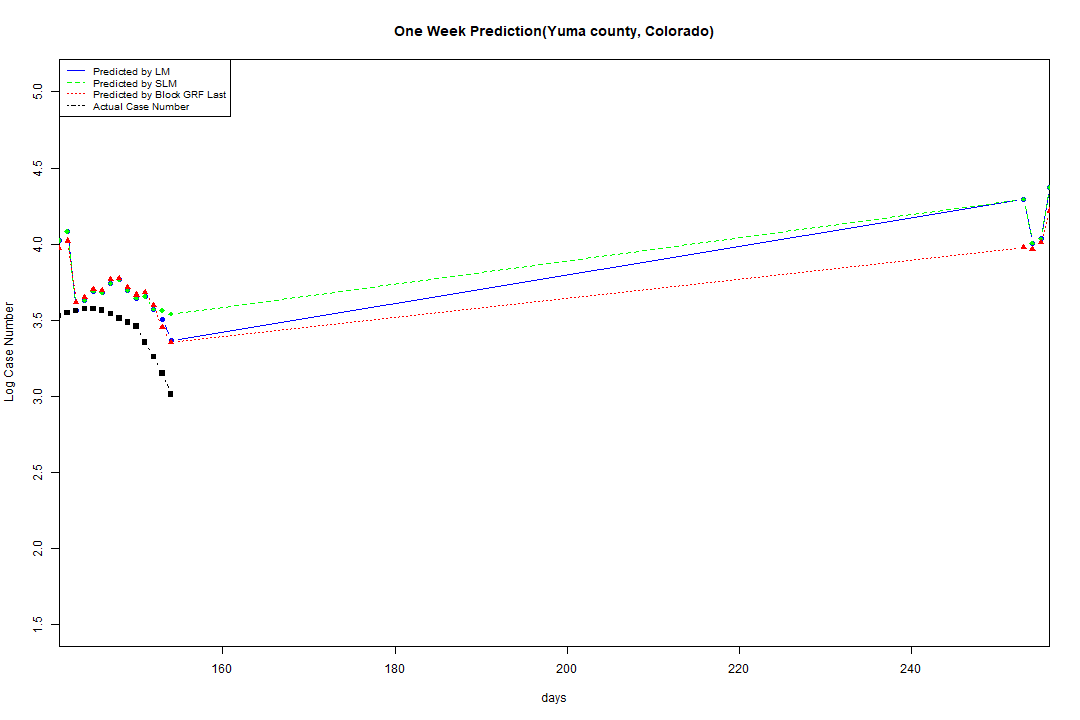 One Week Prediction(Yuma county, Colorado)
Predicted by LM
Predicted by SLM
Predicted by Block GRF Last
Actual Case Number
Log Case Number
5.0
4.5
4.0
3.5
3.0
2.5
2.0
1.5
160 180 200 220 240
days